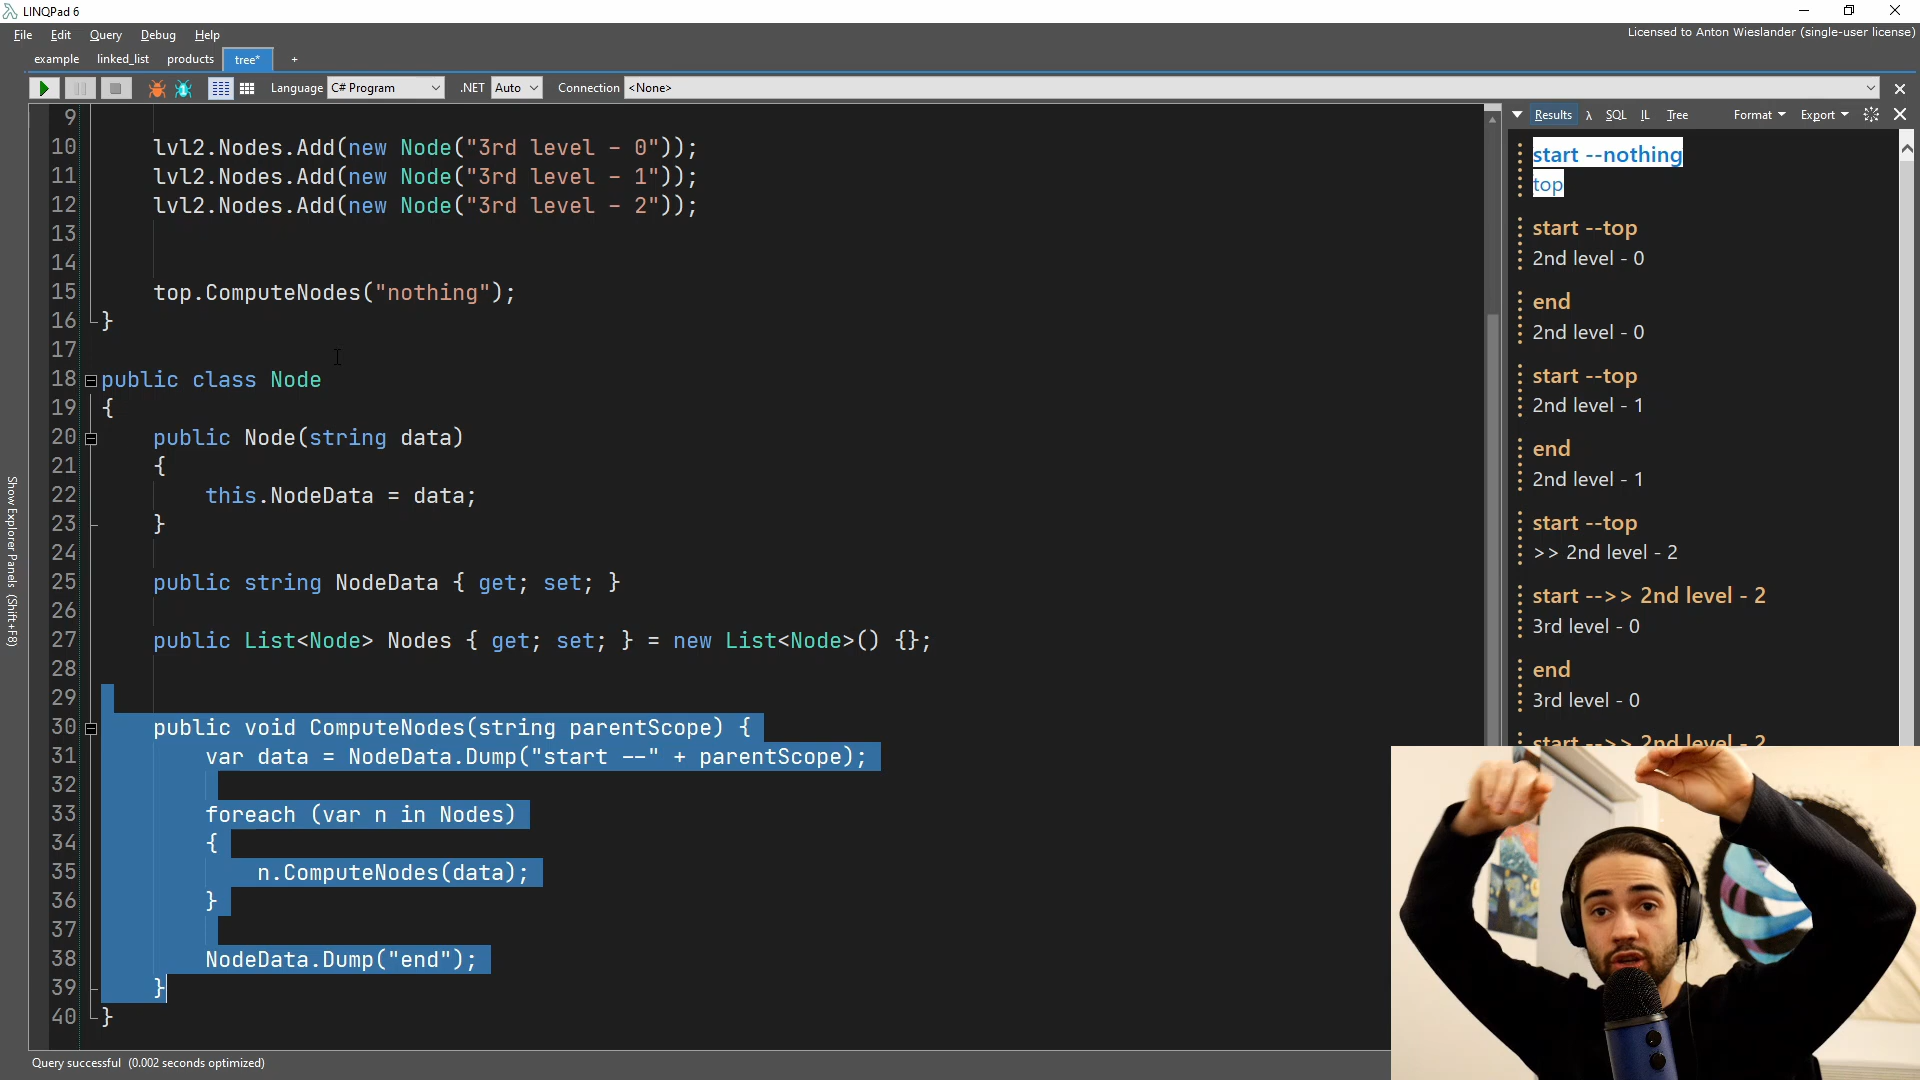 LINQPad 6
File Edit Query Debug Help
Licensed to Anton Wieslander (single-user license)
example linked_list products tree* +
Language C# Program .NET Auto Connection <None>
Results λ SQL IL Tree Format Export
9
10 lvl2.Nodes.Add(new Node("3rd level - 0"));
11 lvl2.Nodes.Add(new Node("3rd level - 1"));
12 lvl2.Nodes.Add(new Node("3rd level - 2"));
13
14
15 top.ComputeNodes("nothing");
16 }
17
18 public class Node
19 {
20 public Node(string data)
21 {
22 this.NodeData = data;
23 }
24
25 public string NodeData { get; set; }
26
27 public List<Node> Nodes { get; set; } = new List<Node>() {};
28
29
30 public void ComputeNodes(string parentScope) {
31 var data = NodeData.Dump("start --" + parentScope);
32
33 foreach (var n in Nodes)
34 {
35 n.ComputeNodes(data);
36 }
37
38 NodeData.Dump("end");
39 }
40 }
start --nothing
top
start --top
2nd level - 0
end
2nd level - 0
start --top
2nd level - 1
end
2nd level - 1
start --top
>> 2nd level - 2
start -->> 2nd level - 2
3rd level - 0
end
3rd level - 0
start -->> 2nd level - 2
Show Explorer Panels (Shift+F8)
Query successful (0.002 seconds optimized)